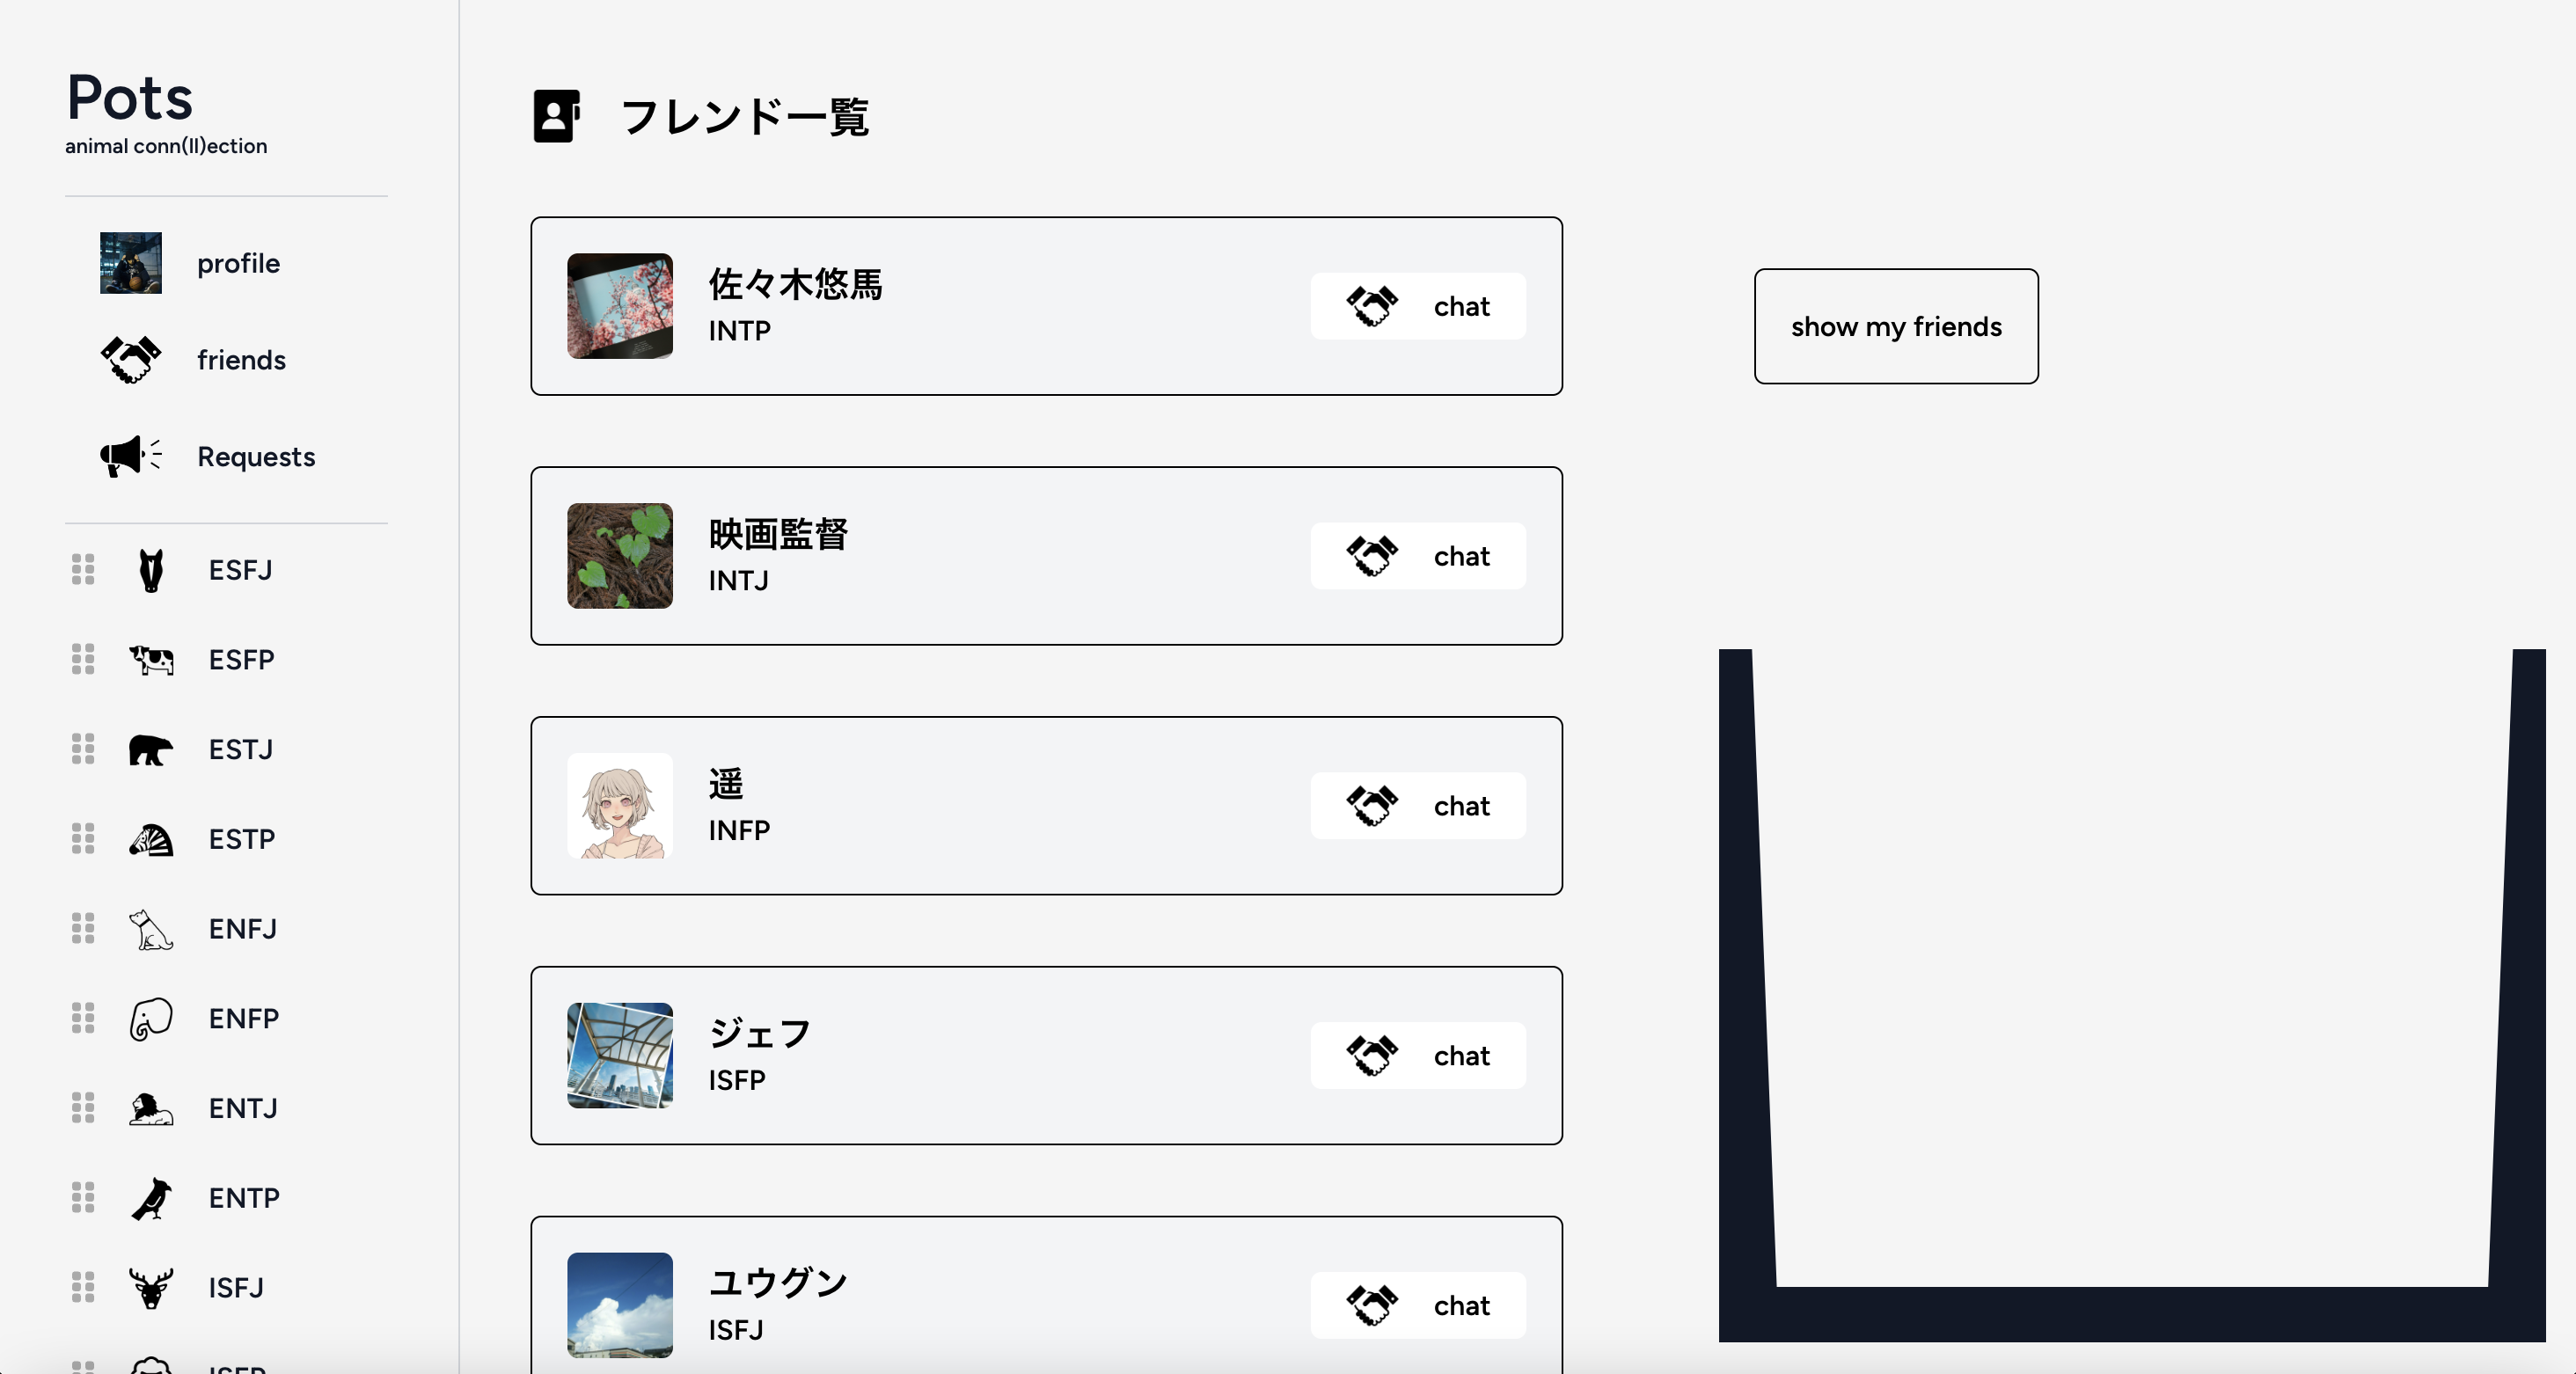 Pots
animal conn(ll)ection
profile
friends
Requests
ESFJ
ESFP
ESTJ
ESTP
ENFJ
ENFP
ENTJ
ENTP
ISFJ
フレンド一覧
佐々木悠馬
INTP
chat
映画監督
INTJ
chat
遥
INFP
chat
ジェフ
ISFP
chat
ユウグン
ISFJ
chat
show my friends